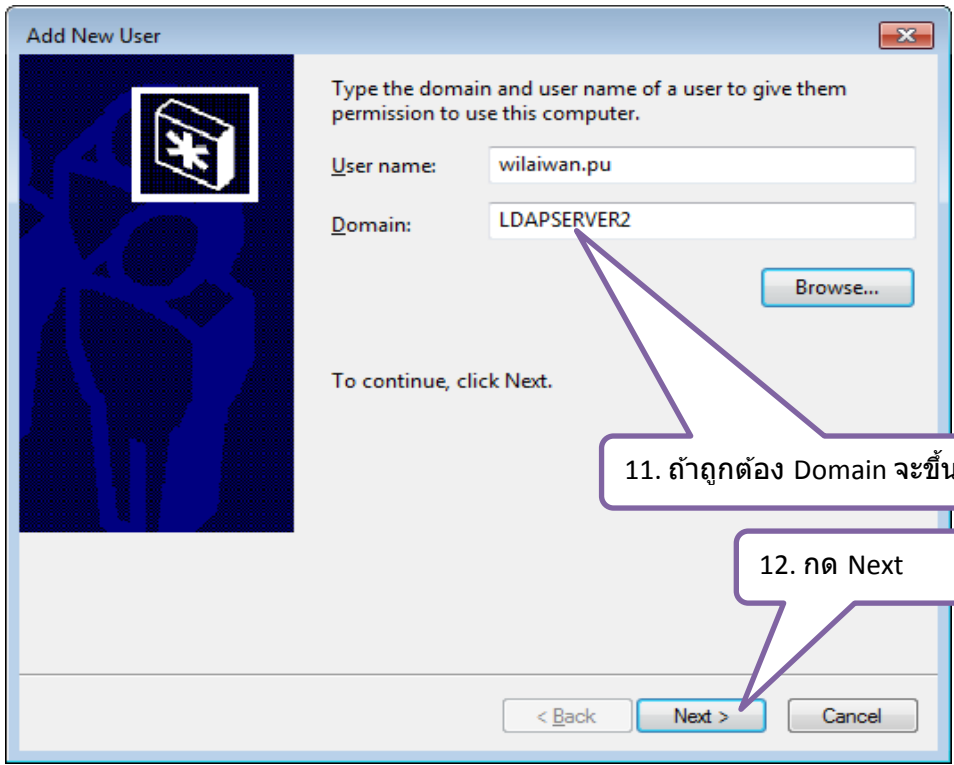 Add New User
Type the domain and user name of a user to give them
permission to use this computer.
User name: wilaiwan.pu
Domain: LDAPSERVER2
Browse...
To continue, click Next.
11. ถ้าถูกต้อง Domain จะขึ้น
12. กด Next
< Back Next > Cancel